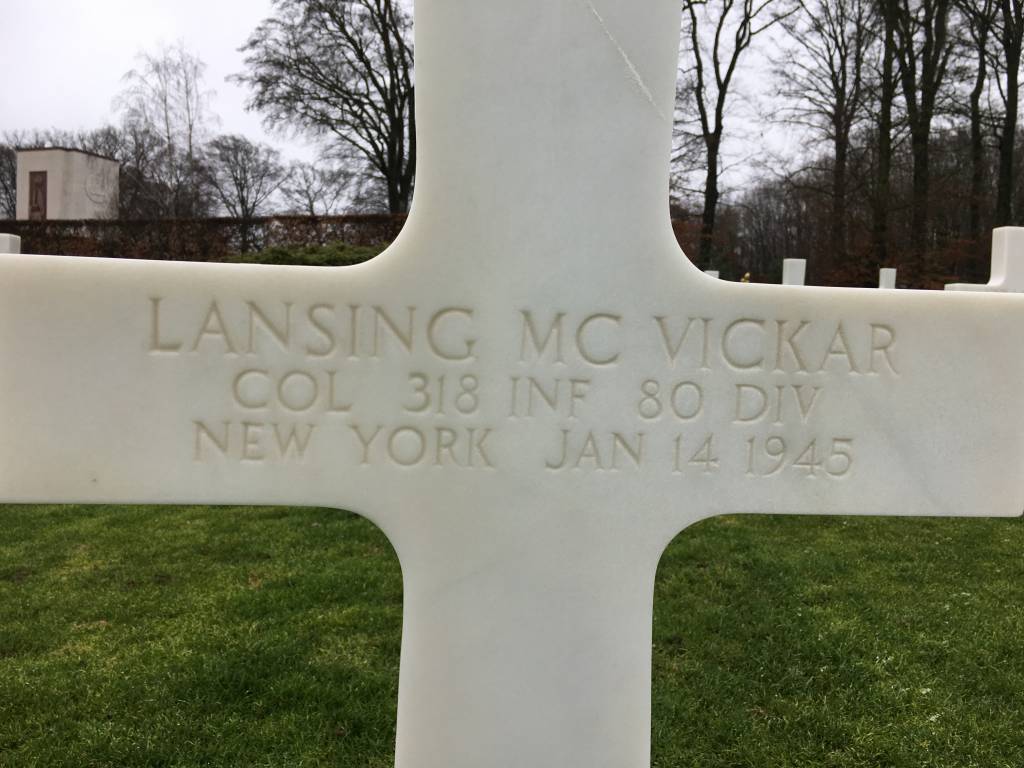 LANSING MC VICKAR
COL 318 INF 80 DIV
NEW YORK JAN 14 1945